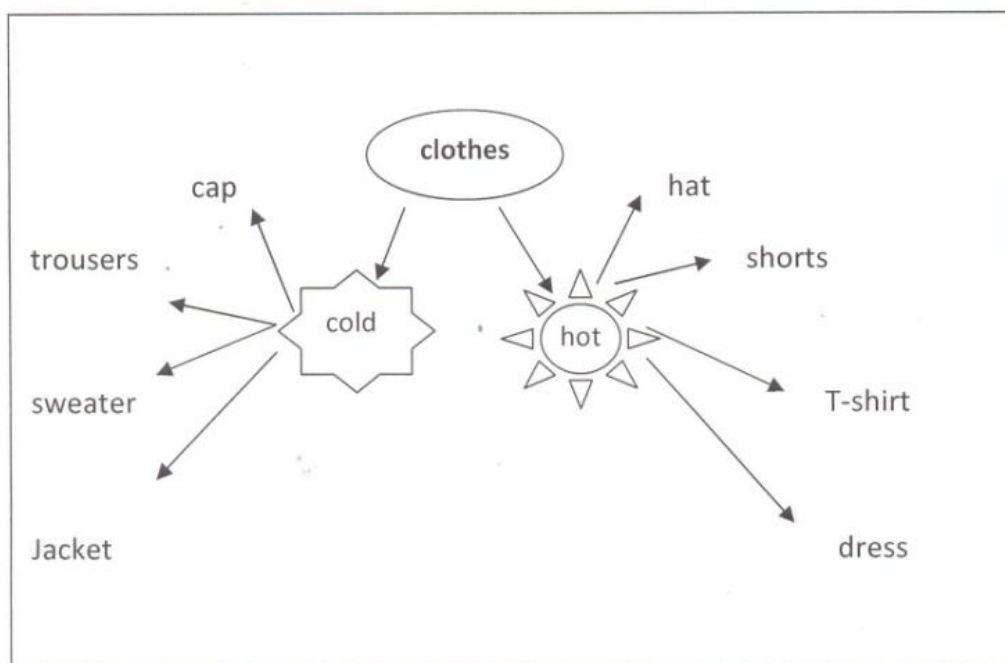 clothes
cap
hat
trousers
shorts
cold
hot
sweater
T-shirt
Jacket
dress